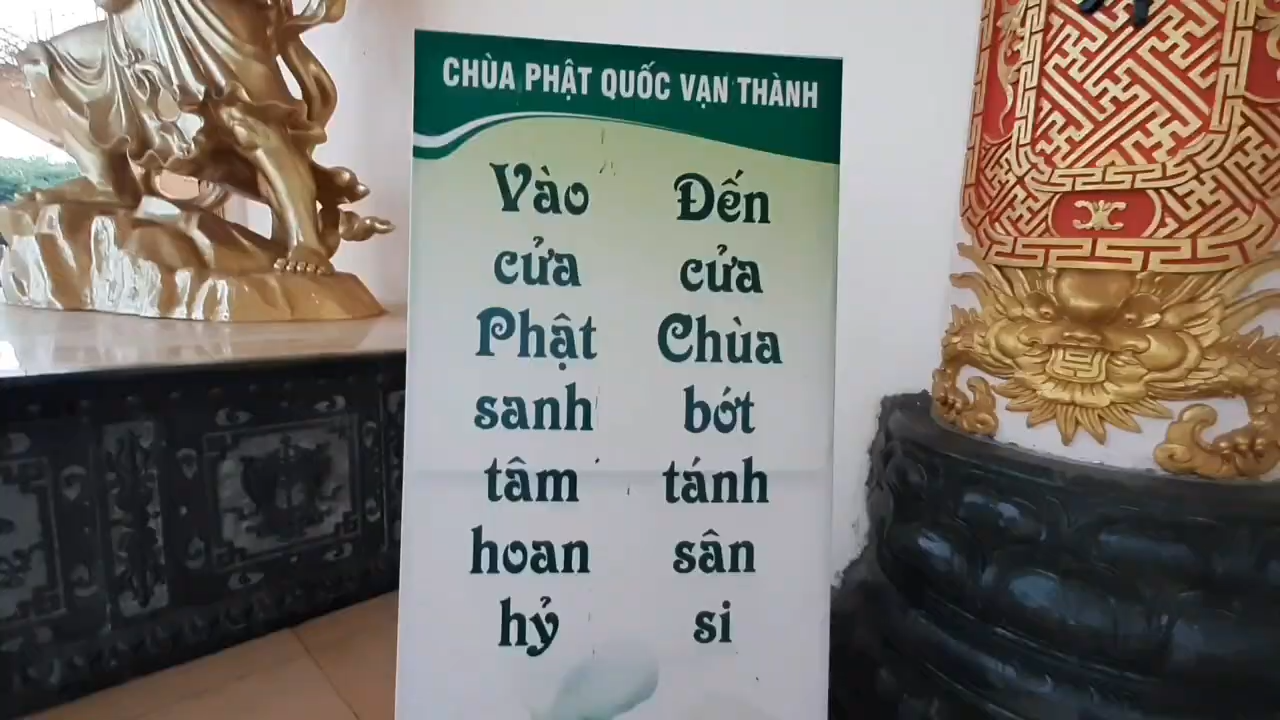 CHÙA PHẬT QUỐC VẠN THÀNH
Vào
cửa
Phật
sanh
tâm
hoan
hỷ
Đến
cửa
Chùa
bớt
tánh
sân
si